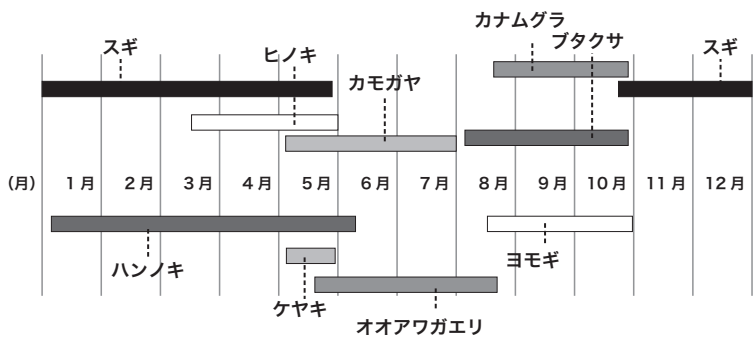 カナムグラ
スギ
ヒノキ
ブタクサ
スギ
カモガヤ
(月) 1月 2月 3月 4月 5月 6月 7月 8月 9月 10月 11月 12月
ハンノキ
ヨモギ
ケヤキ
オオアワガエリ